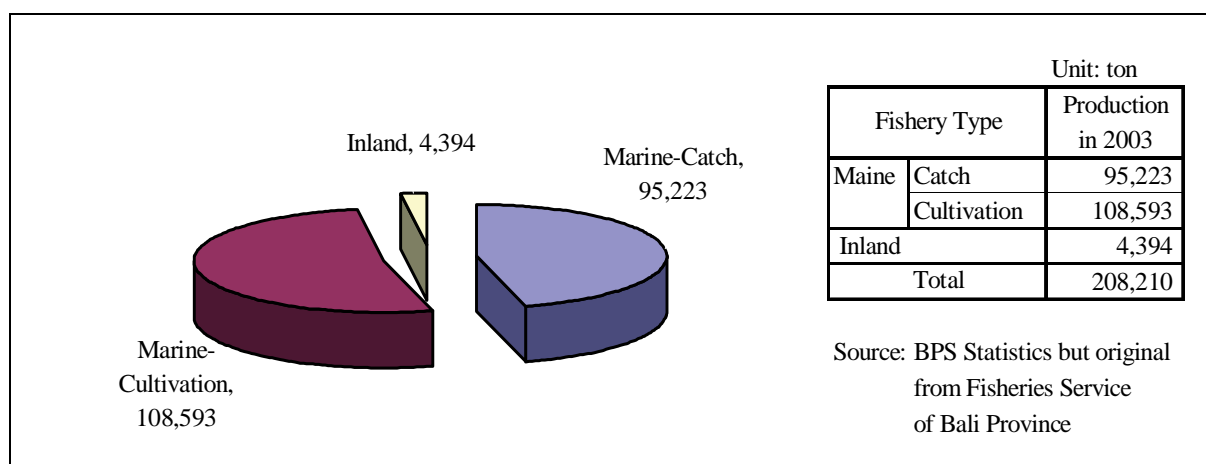 Inland, 4,394
Marine-Catch,
95,223
Marine-
Cultivation,
108,593
Unit: ton
Fishery Type
Production
in 2003
Maine
Catch
95,223
Cultivation
108,593
Inland
4,394
Total
208,210
Source: BPS Statistics but original
from Fisheries Service
of Bali Province